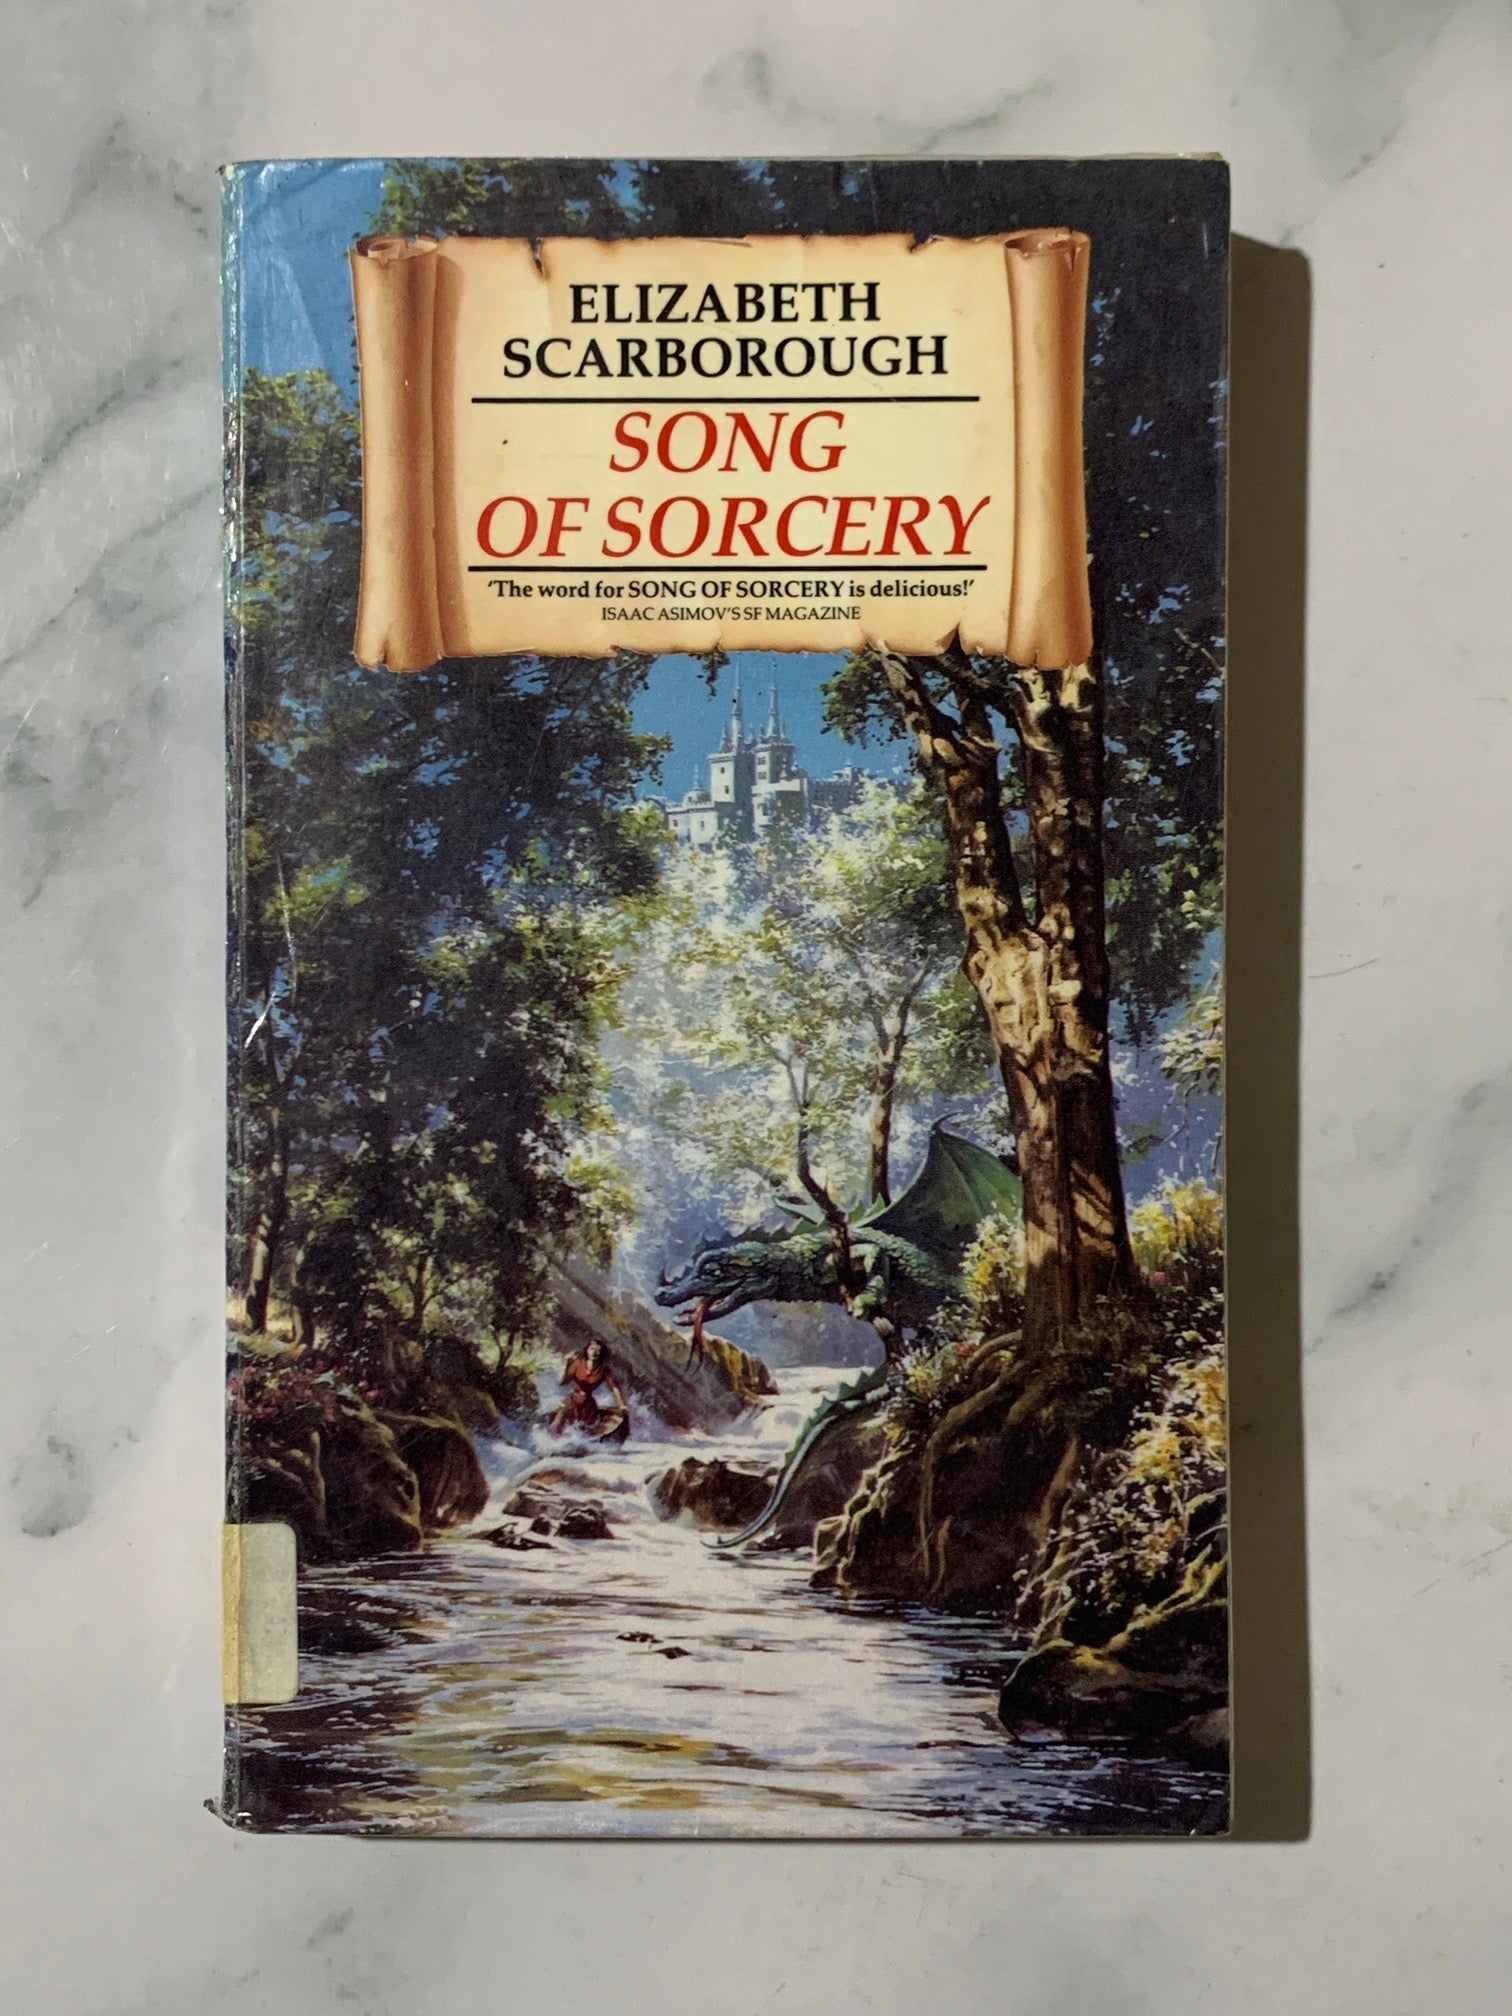 ELIZABETH
SCARBOROUGH
SONG
OF SORCERY
‘The word for SONG OF SORCERY is delicious!’
ISAAC ASIMOV'S SF MAGAZINE